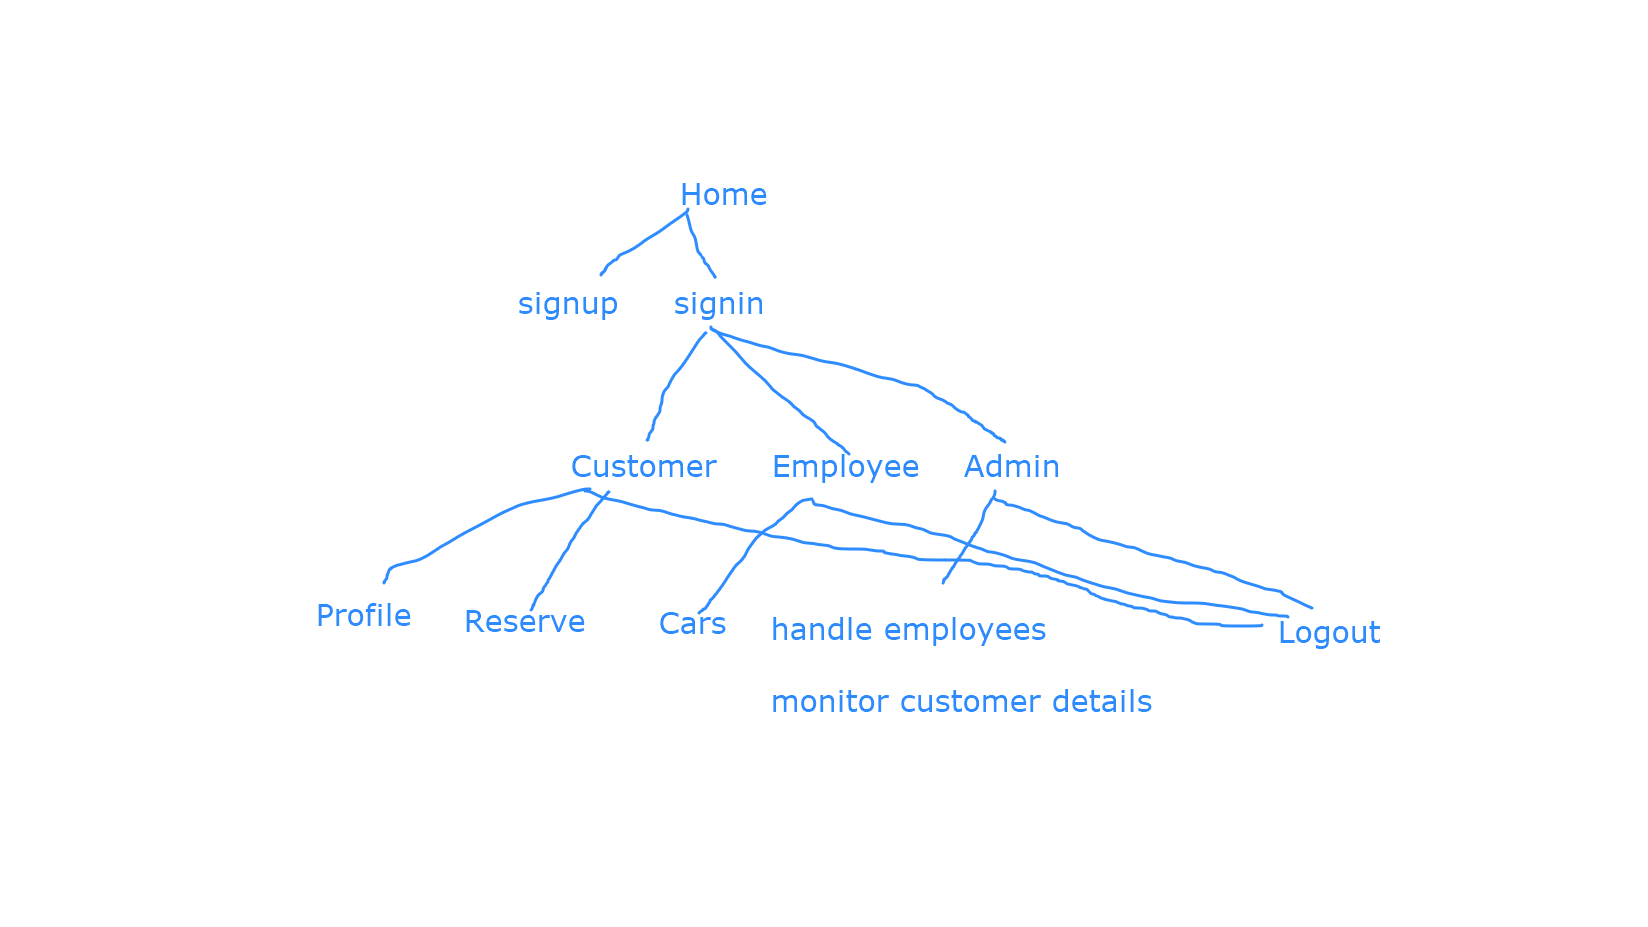 Home
signup signin
Customer Employee Admin
Profile Reserve Cars handle employees Logout
monitor customer details